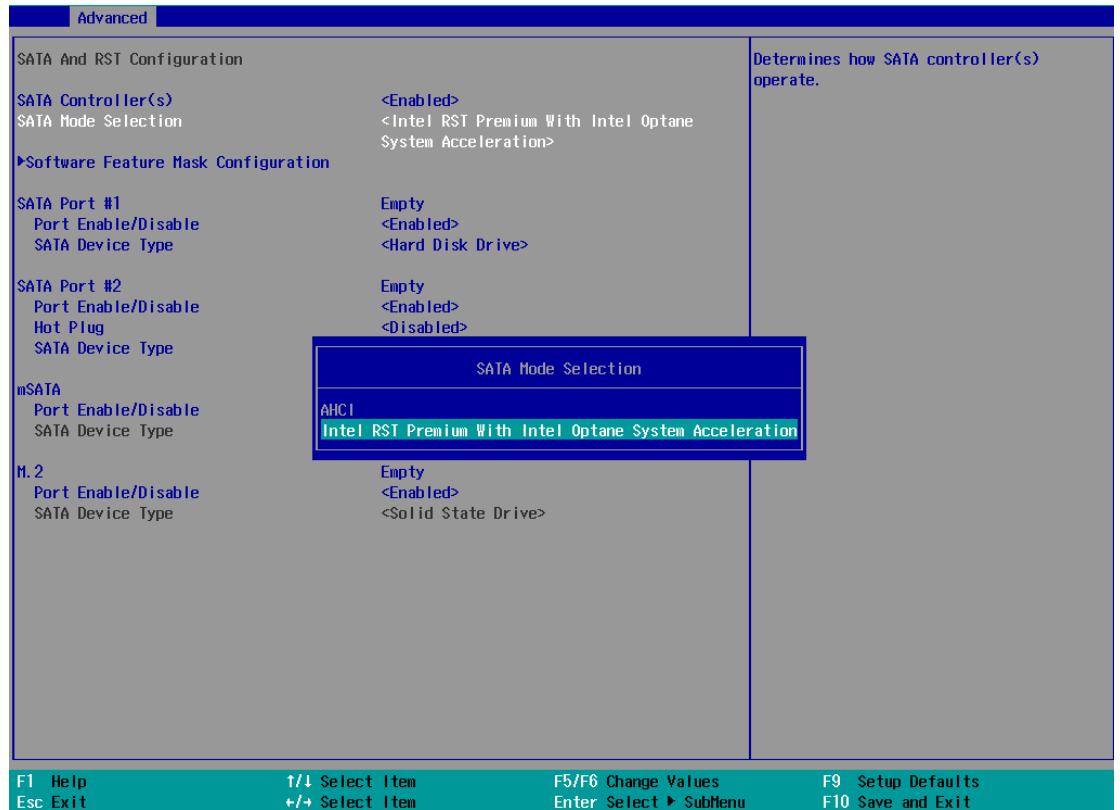 Advanced
SATA And RST Configuration
Determines how SATA controller(s)
operate.
SATA Controller(s) <Enabled>
SATA Mode Selection <Intel RST Premium With Intel Optane
System Acceleration>
▶Software Feature Mask Configuration
SATA Port #1 Empty
Port Enable/Disable <Enabled>
SATA Device Type <Hard Disk Drive>
SATA Port #2 Empty
Port Enable/Disable <Enabled>
Hot Plug <Disabled>
SATA Device Type
mSATA
Port Enable/Disable
SATA Device Type
SATA Mode Selection
AHCI
Intel RST Premium With Intel Optane System Acceleration
M.2 Empty
Port Enable/Disable <Enabled>
SATA Device Type <Solid State Drive>
F1 Help ↑/↓ Select Item F5/F6 Change Values F9 Setup Defaults
Esc Exit ←/→ Select Item Enter Select ▶ SubMenu F10 Save and Exit